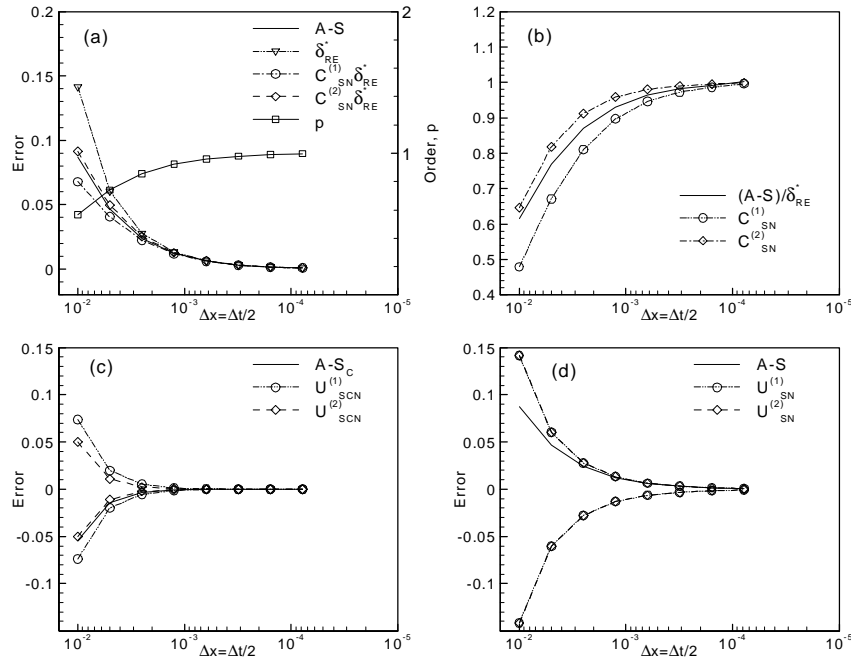 (a)
A-S
δ*RE
C(1)SNδ*RE
C(2)SNδ*RE
p
Error
Order, p
0.2
0.15
0.1
0.05
0
2
1
10-2
10-3
10-4
10-5
Δx=Δt/2
(b)
(A-S)/δ*RE
C(1)SN
C(2)SN
1.2
1.1
1
0.9
0.8
0.7
0.6
0.5
0.4
10-2
10-3
10-4
10-5
Δx=Δt/2
(c)
A-SC
U(1)SCN
U(2)SCN
Error
0.15
0.1
0.05
0
-0.05
-0.1
10-2
10-3
10-4
10-5
Δx=Δt/2
(d)
A-S
U(1)SN
U(2)SN
Error
0.15
0.1
0.05
0
-0.05
-0.1
10-2
10-3
10-4
10-5
Δx=Δt/2